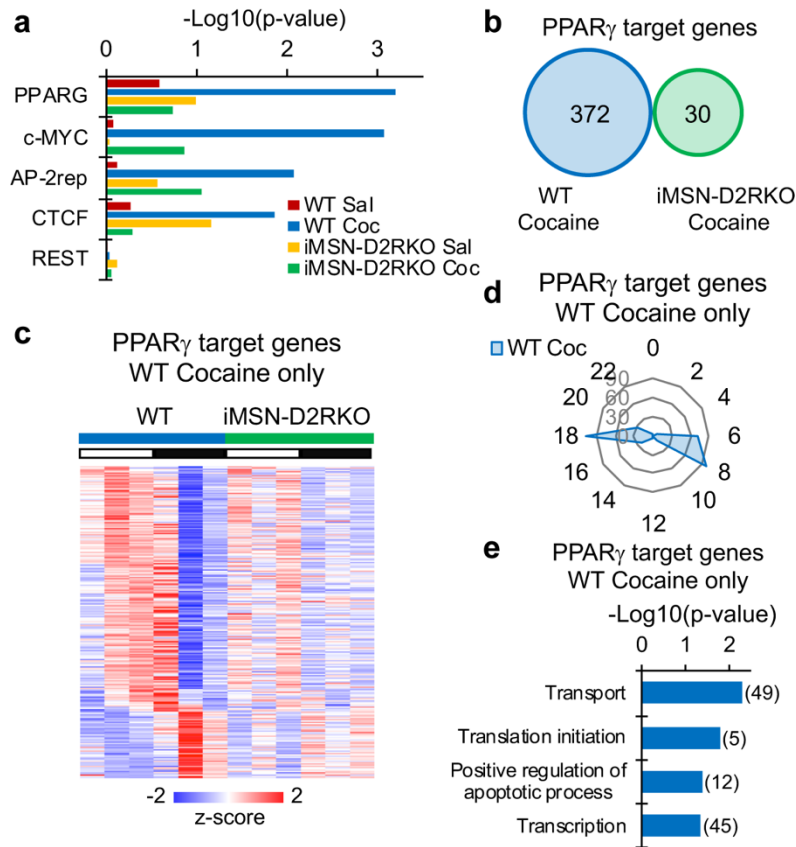 a
-Log10(p-value)
0 1 2 3
PPARG
c-MYC
AP-2rep
CTCF
REST
WT Sal
WT Coc
iMSN-D2RKO Sal
iMSN-D2RKO Coc
b
PPARγ target genes
372 30
WT iMSN-D2RKO
Cocaine Cocaine
c
PPARγ target genes
WT Cocaine only
WT iMSN-D2RKO
-2 2
z-score
d
PPARγ target genes
WT Cocaine only
WT Coc
0
2
4
6
8
10
12
14
16
18
20
22
90
60
30
0
e
PPARγ target genes
WT Cocaine only
-Log10(p-value)
0 1 2
Transport (49)
Translation initiation (5)
Positive regulation of
apoptotic process (12)
Transcription (45)